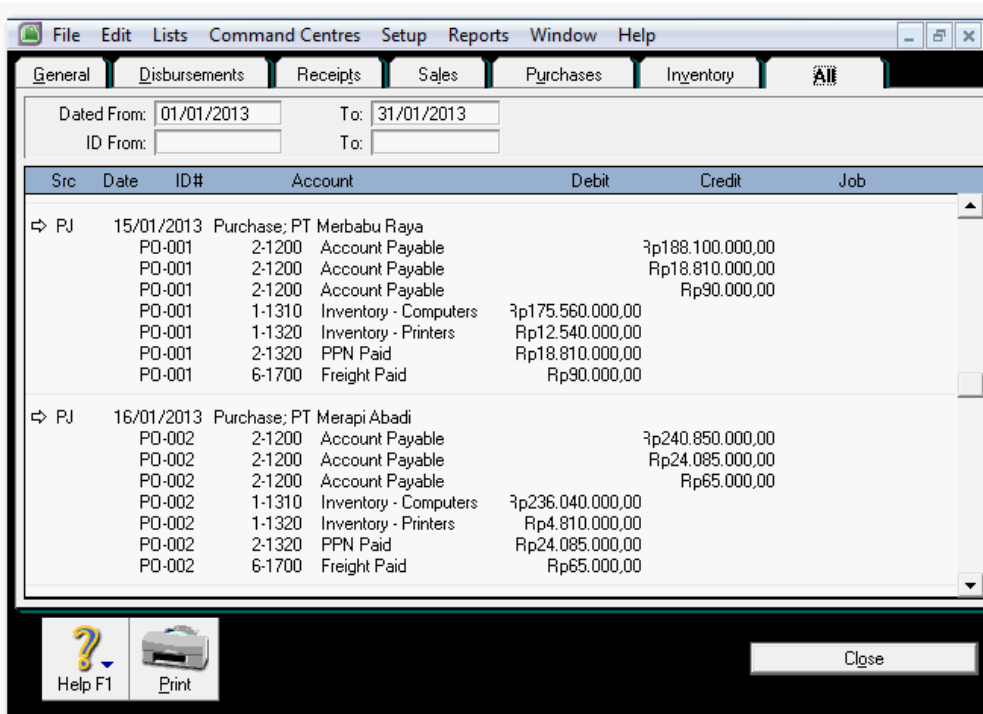 File Edit Lists Command Centres Setup Reports Window Help
General Disbursements Receipts Sales Purchases Inventory All
Dated From: 01/01/2013 To: 31/01/2013
ID From: To:
Src Date ID# Account Debit Credit Job
PJ 15/01/2013 Purchase; PT Merbabu Raya
PO-001 2-1200 Account Payable Rp188.100.000,00
PO-001 2-1200 Account Payable Rp18.810.000,00
PO-001 2-1200 Account Payable Rp90.000,00
PO-001 1-1310 Inventory - Computers Rp175.560.000,00
PO-001 1-1320 Inventory - Printers Rp12.540.000,00
PO-001 2-1320 PPN Paid Rp18.810.000,00
PO-001 6-1700 Freight Paid Rp90.000,00
PJ 16/01/2013 Purchase; PT Merapi Abadi
PO-002 2-1200 Account Payable Rp240.850.000,00
PO-002 2-1200 Account Payable Rp24.085.000,00
PO-002 2-1200 Account Payable Rp65.000,00
PO-002 1-1310 Inventory - Computers Rp236.040.000,00
PO-002 1-1320 Inventory - Printers Rp4.810.000,00
PO-002 2-1320 PPN Paid Rp24.085.000,00
PO-002 6-1700 Freight Paid Rp65.000,00
Help F1 Print Close